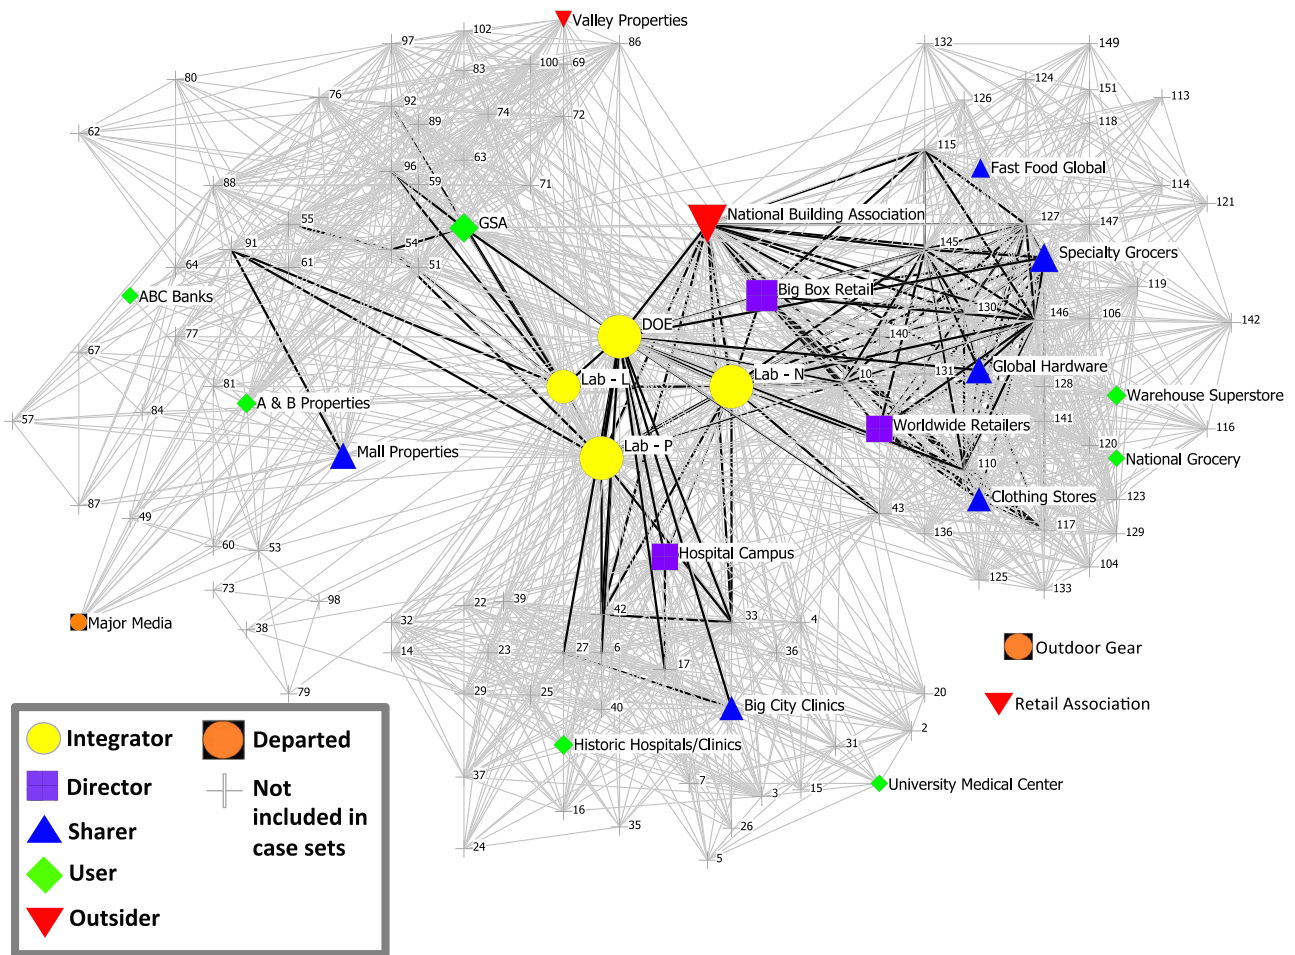 Valley Properties
102
97
86
132
149
100
69
83
80
124
76
151
113
126
92
74
72
118
89
62
115
63
96
Fast Food Global
59
71
88
114
121
55
GSA
National Building Association
127
147
91
54
145
Specialty Grocers
64
61
51
ABC Banks
Big Box Retail
119
130
146
106
142
DOE
77
140
67
Lab - L
Lab - N
10
131
Global Hardware
81
128
Warehouse Superstore
A & B Properties
84
57
141
Worldwide Retailers
116
Mall Properties
Lab - P
120
110
National Grocery
87
Clothing Stores
123
49
43
117
136
129
60
53
Hospital Campus
104
125
133
73
98
22
39
Major Media
38
32
42
33
4
14
23
27
6
17
36
Outdoor Gear
79
29
25
40
20
Big City Clinics
Retail Association
2
Historic Hospitals/Clinics
31
37
7
3
15
University Medical Center
16
35
26
24
5
Integrator
Departed
Director
Not
included in
case sets
Sharer
User
Outsider